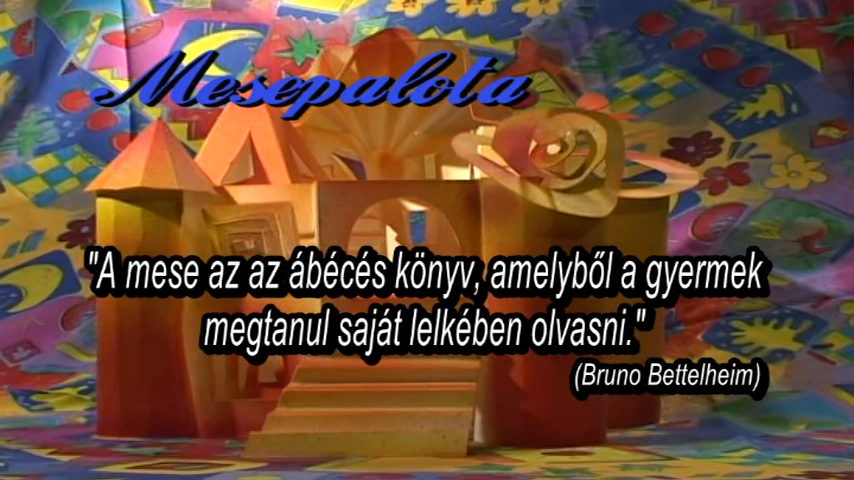 Mesepalota
"A mese az az ábécés könyv, amelyből a gyermek
megtanul saját lelkében olvasni."
(Bruno Bettelheim)